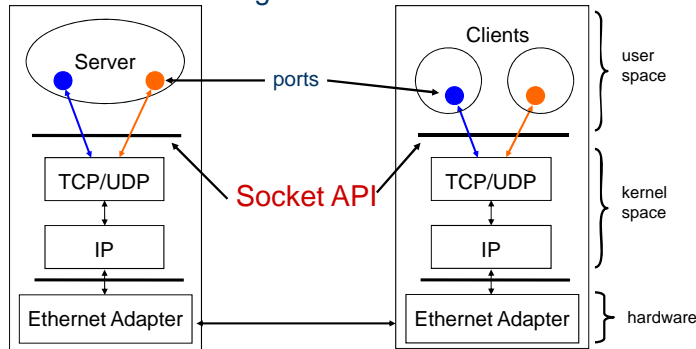 Server
ports
Clients
user
space
TCP/UDP
Socket API
TCP/UDP
kernel
space
IP
IP
Ethernet Adapter
Ethernet Adapter
hardware